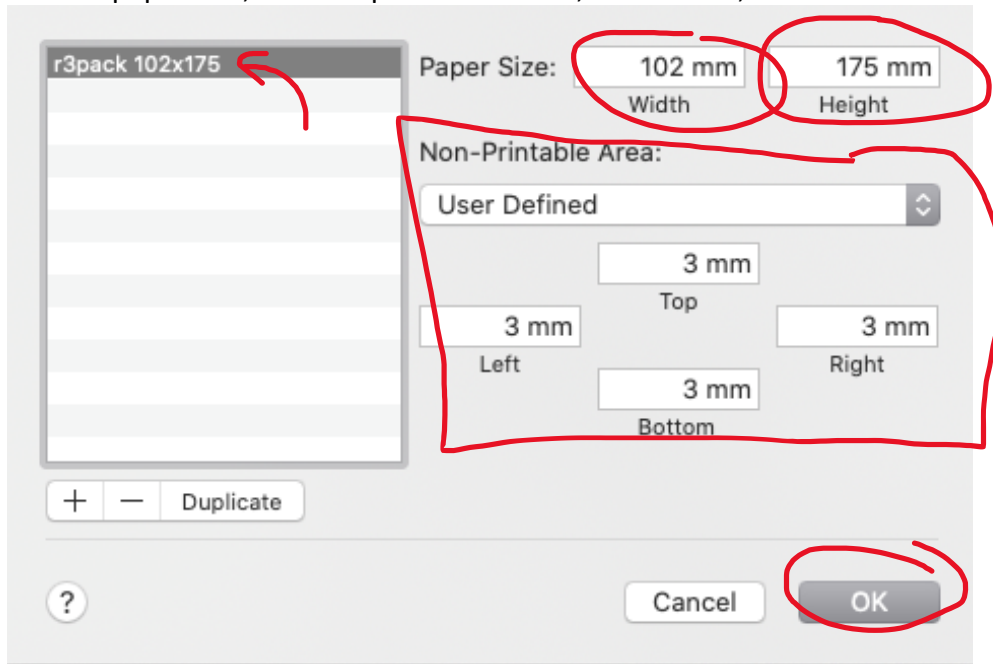 r3pack 102x175
Paper Size: 102 mm 175 mm
Width Height
Non-Printable Area:
User Defined
3 mm
Top
3 mm 3 mm
Left Right
3 mm
Bottom
+ − Duplicate
? Cancel OK